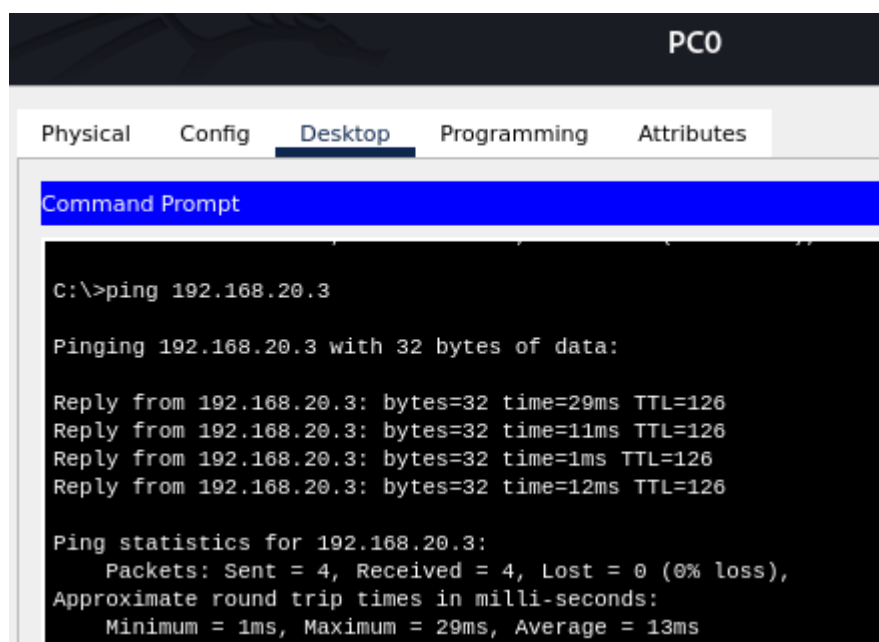 PC0
Physical Config Desktop Programming Attributes
Command Prompt
C:\>ping 192.168.20.3
Pinging 192.168.20.3 with 32 bytes of data:
Reply from 192.168.20.3: bytes=32 time=29ms TTL=126
Reply from 192.168.20.3: bytes=32 time=11ms TTL=126
Reply from 192.168.20.3: bytes=32 time=1ms TTL=126
Reply from 192.168.20.3: bytes=32 time=12ms TTL=126
Ping statistics for 192.168.20.3:
Packets: Sent = 4, Received = 4, Lost = 0 (0% loss),
Approximate round trip times in milli-seconds:
Minimum = 1ms, Maximum = 29ms, Average = 13ms